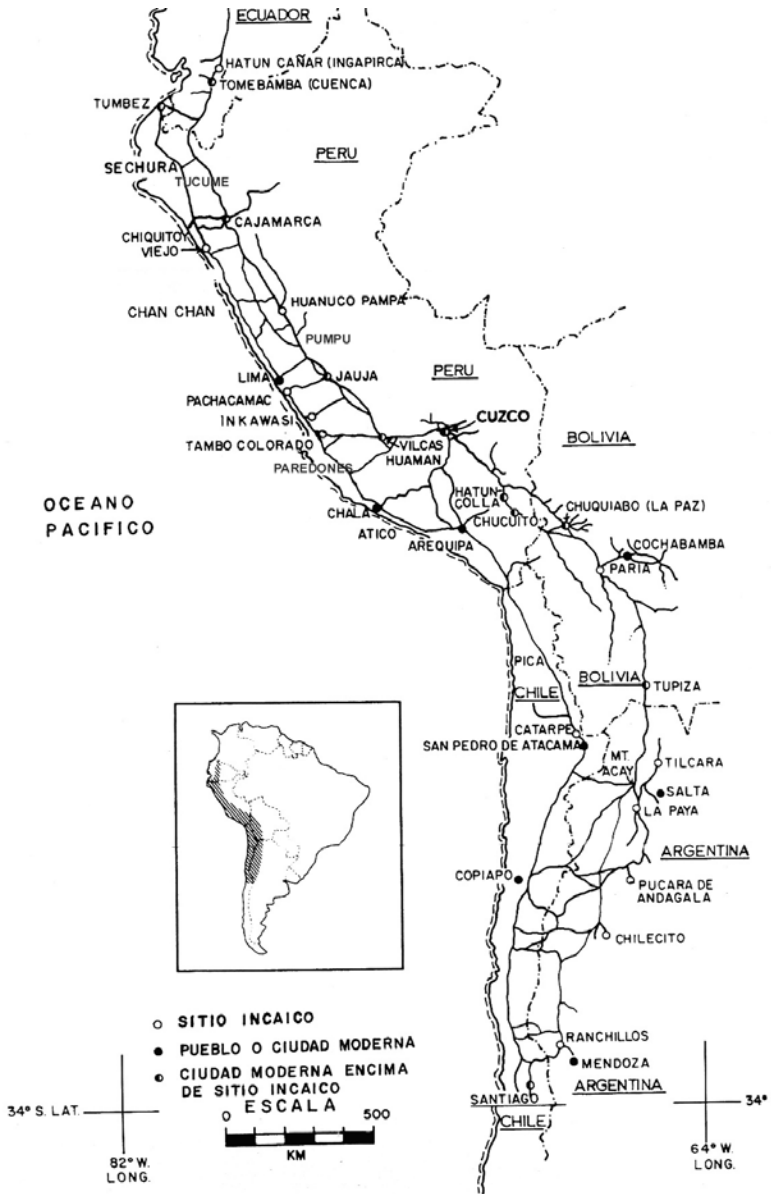 ECUADOR
HATUN CAÑAR (INGAPIRCA)
TOMEBAMBA (CUENCA)
TUMBEZ
PERU
SECHURA
TUCUME
CAJAMARCA
CHIQUITOY
VIEJO
HUANUCO PAMPA
CHAN CHAN
PUMPU
LIMA
JAUJA
PERU
PACHACAMAC
INKAWASI
CUZCO
TAMBO COLORADO
VILCAS
HUAMAN
BOLIVIA
PAREDONES
HATUN
COLLA
OCEANO
PACIFICO
CHALA
CHUCUITO
CHUQUIABO (LA PAZ)
ATICO
AREQUIPA
COCHABAMBA
PARIA
PICA
BOLIVIA
TUPIZA
CHILE
CATARPE
SAN PEDRO DE ATACAMA
MT.
ACAY
TILCARA
SALTA
LA PAYA
ARGENTINA
COPIAPO
PUCARA DE
ANDAGALA
CHILECITO
SITIO INCAICO
PUEBLO O CIUDAD MODERNA
CIUDAD MODERNA ENCIMA
DE SITIO INCAICO
RANCHILLOS
MENDOZA
ARGENTINA
SANTIAGO
CHILE
34° S. LAT.
34°
ESCALA
0 500
KM
82° W.
LONG.
64° W.
LONG.